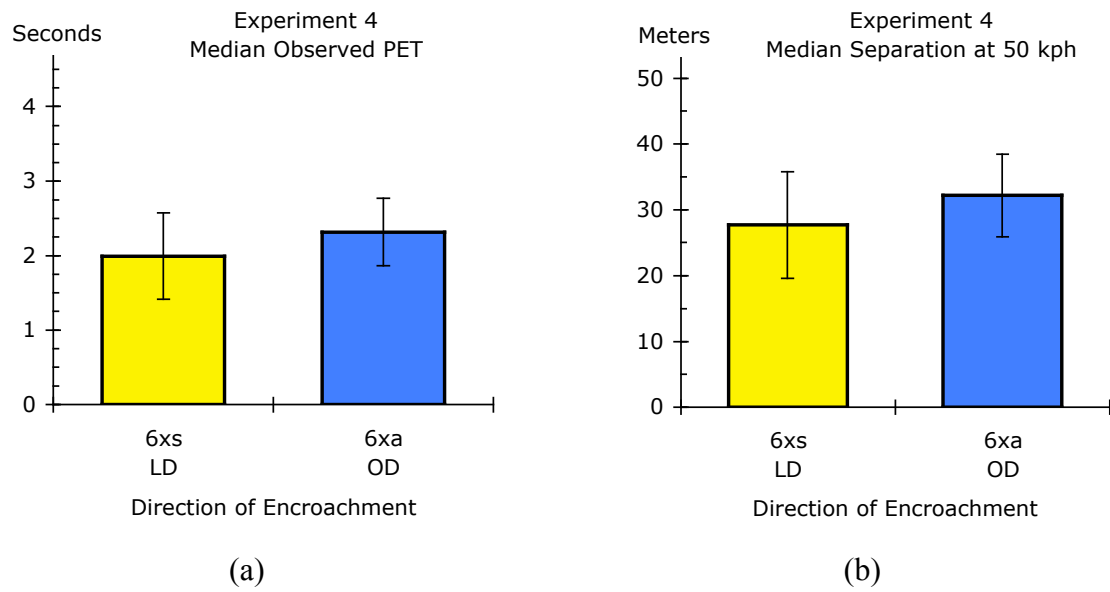 Experiment 4
Median Observed PET
Seconds
4
3
2
1
0
6xs
LD
6xa
OD
Direction of Encroachment
(a)
Experiment 4
Median Separation at 50 kph
Meters
50
40
30
20
10
0
6xs
LD
6xa
OD
Direction of Encroachment
(b)